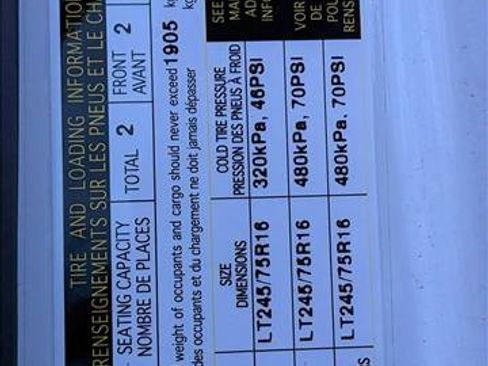 TIRE AND LOADING INFORMATION
RENSEIGNEMENTS SUR LES PNEUS ET LE
SEATING CAPACITY
NOMBRE DE PLACES
TOTAL 2
FRONT
AVANT
2
weight of occupants and cargo should never exceed 1905
des occupants et du chargement ne doit jamais dépasser
SIZE
DIMENSIONS
COLD TIRE PRESSURE
PRESSION DES PNEUS À FROID
LT245/75R16 320kPa, 46PSI
LT245/75R16 480kPa, 70PSI
LT245/75R16 480kPa, 70PSI
SEE
VOIR
DE